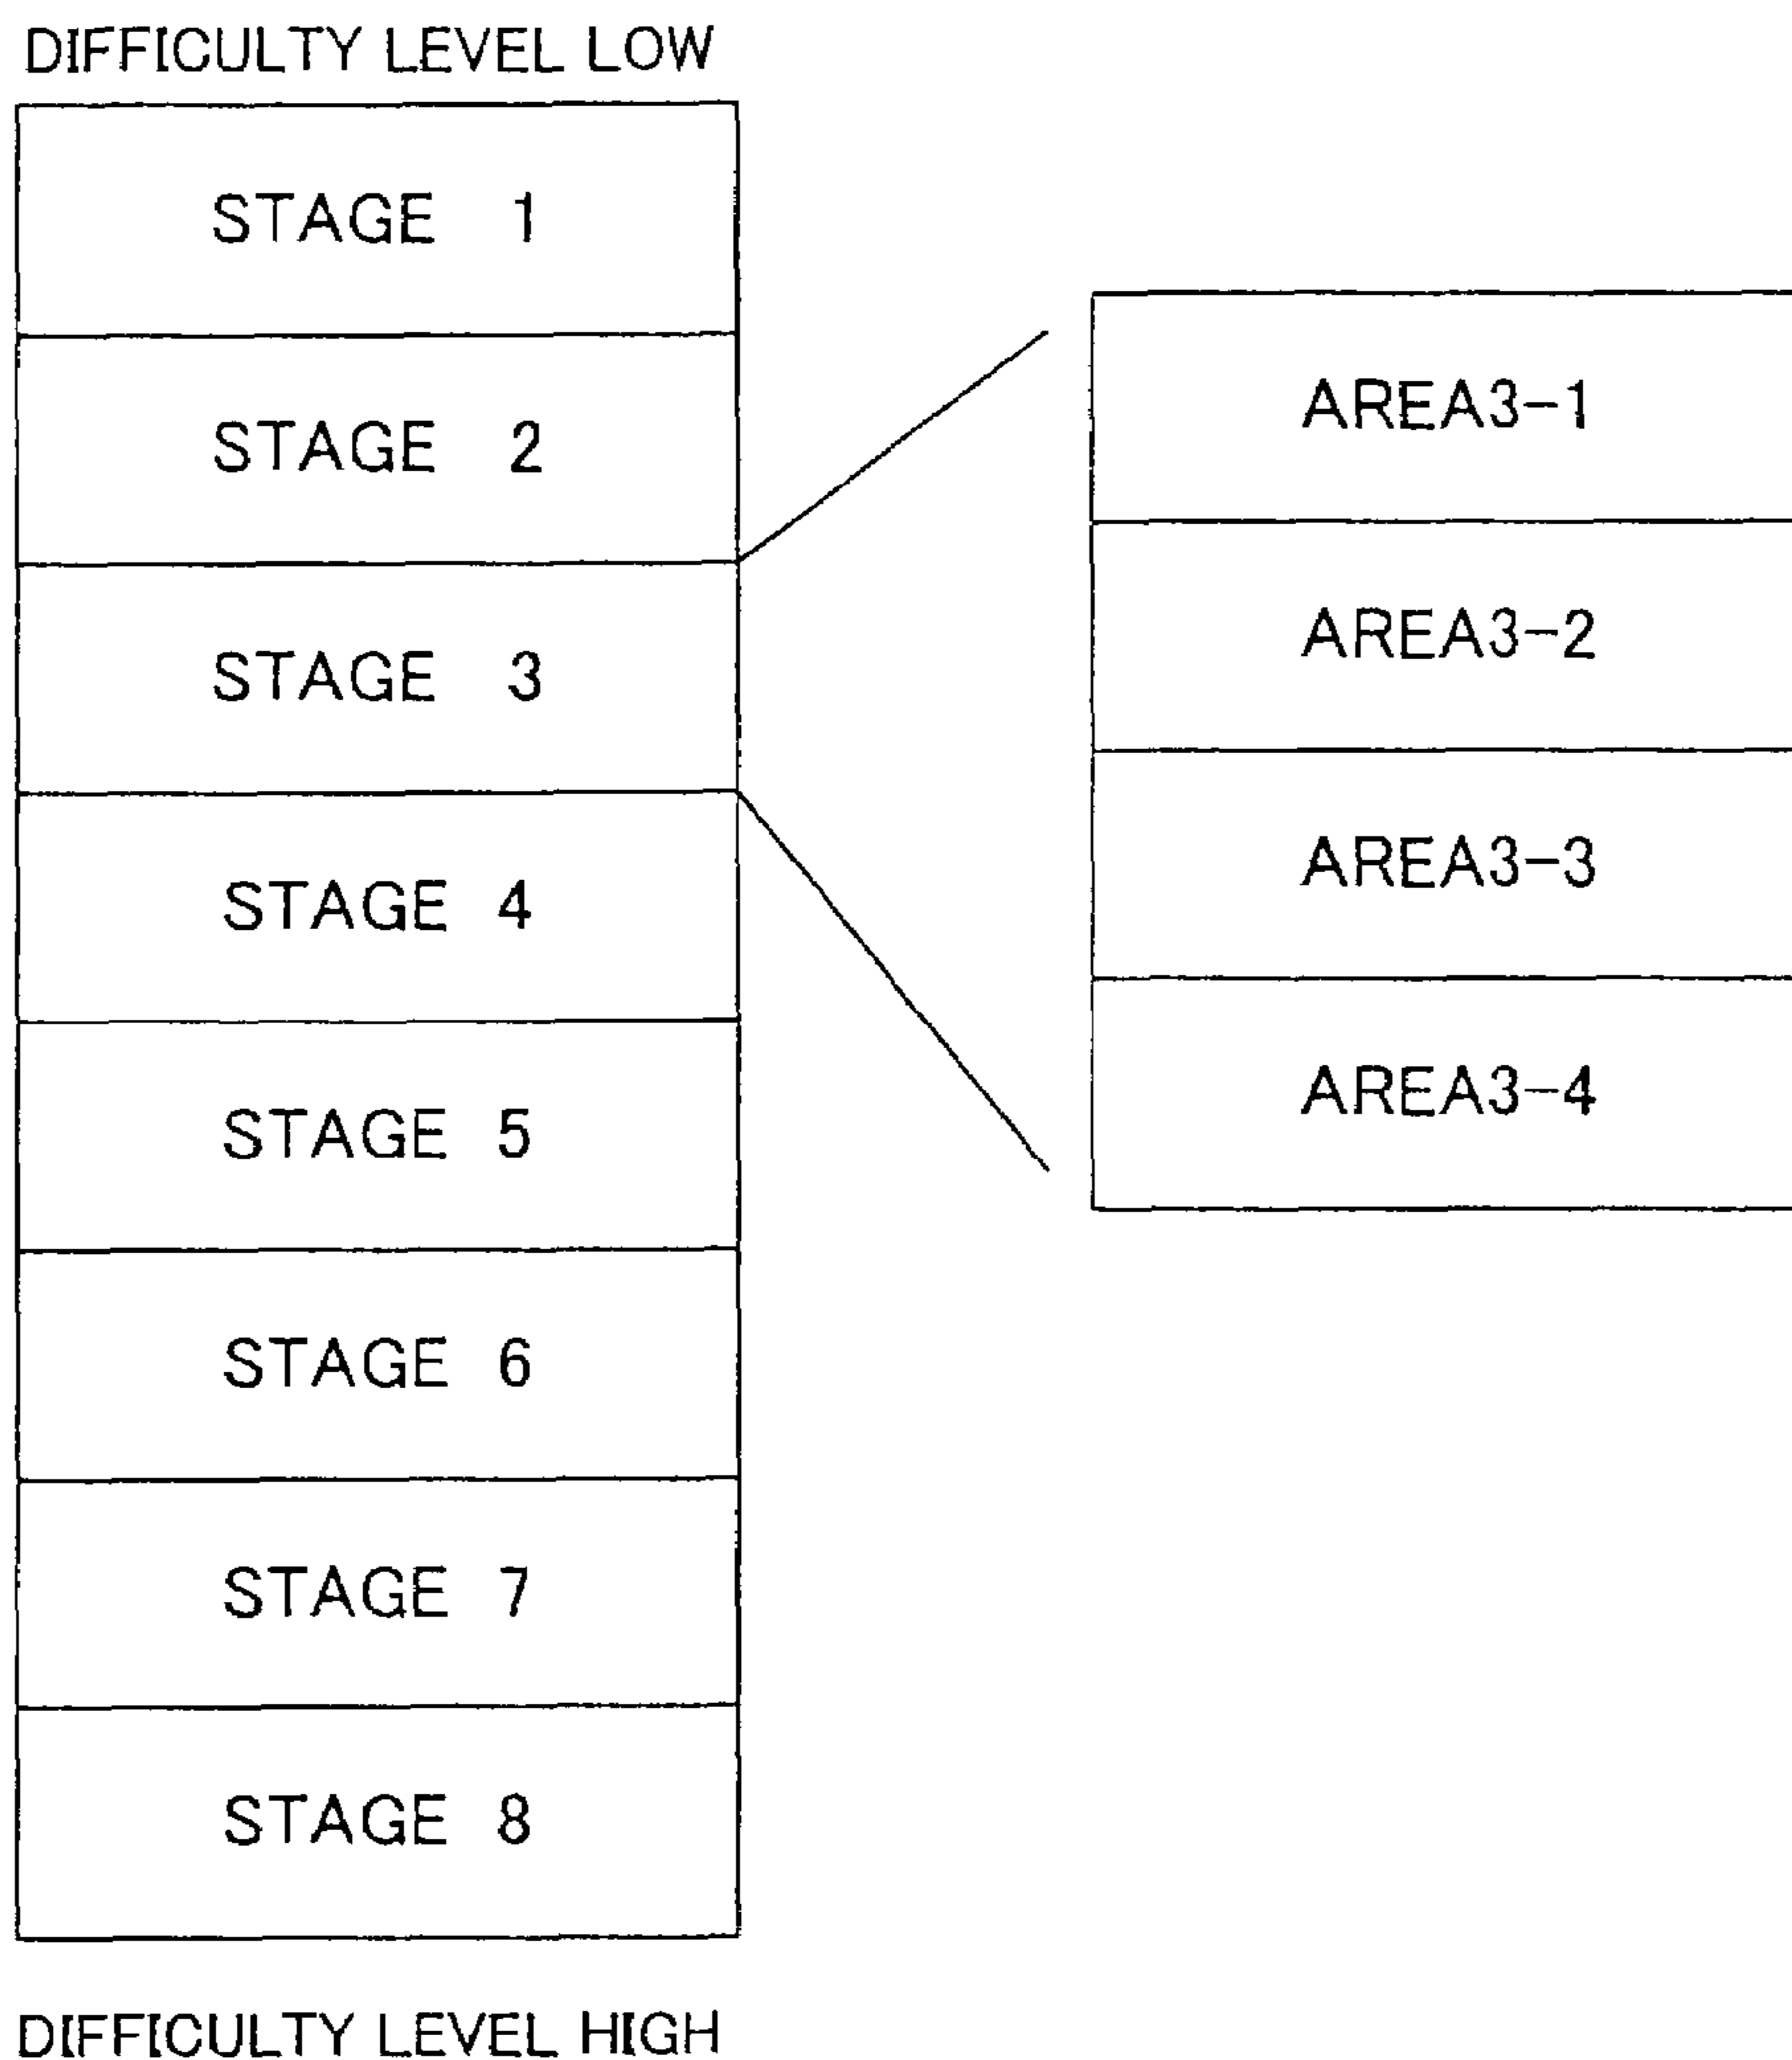 DIFFICULTY LEVEL LOW
STAGE 1
STAGE 2
STAGE 3
STAGE 4
STAGE 5
STAGE 6
STAGE 7
STAGE 8
DIFFICULTY LEVEL HIGH
AREA3-1
AREA3-2
AREA3-3
AREA3-4